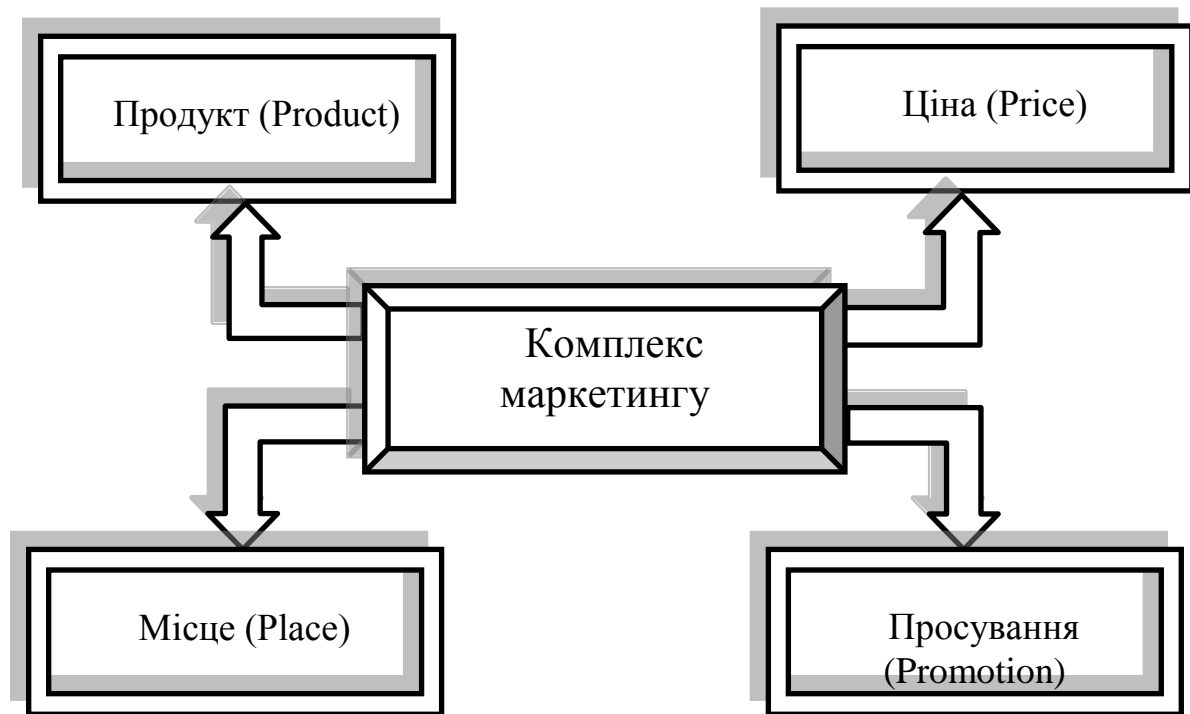 Продукт (Product)
Ціна (Price)
Комплекс
маркетингу
Місце (Place)
Просування
(Promotion)